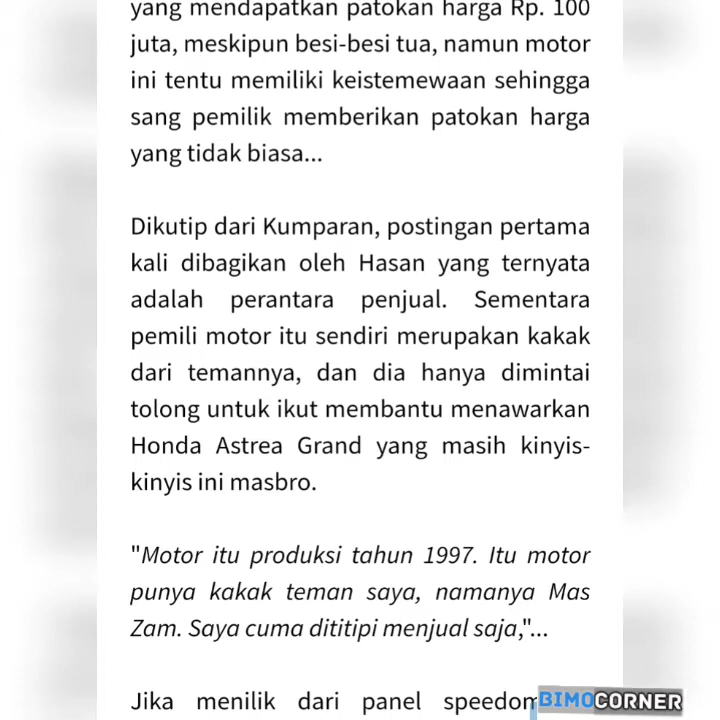 yang mendapatkan patokan harga Rp. 100
juta, meskipun besi-besi tua, namun motor
ini tentu memiliki keistemewaan sehingga
sang pemilik memberikan patokan harga
yang tidak biasa...
Dikutip dari Kumparan, postingan pertama
kali dibagikan oleh Hasan yang ternyata
adalah perantara penjual. Sementara
pemili motor itu sendiri merupakan kakak
dari temannya, dan dia hanya dimintai
tolong untuk ikut membantu menawarkan
Honda Astrea Grand yang masih kinyis-
kinyis ini masbro.
"Motor itu produksi tahun 1997. Itu motor
punya kakak teman saya, namanya Mas
Zam. Saya cuma dititipi menjual saja,"...
Jika menilik dari panel
BIMOCORNER